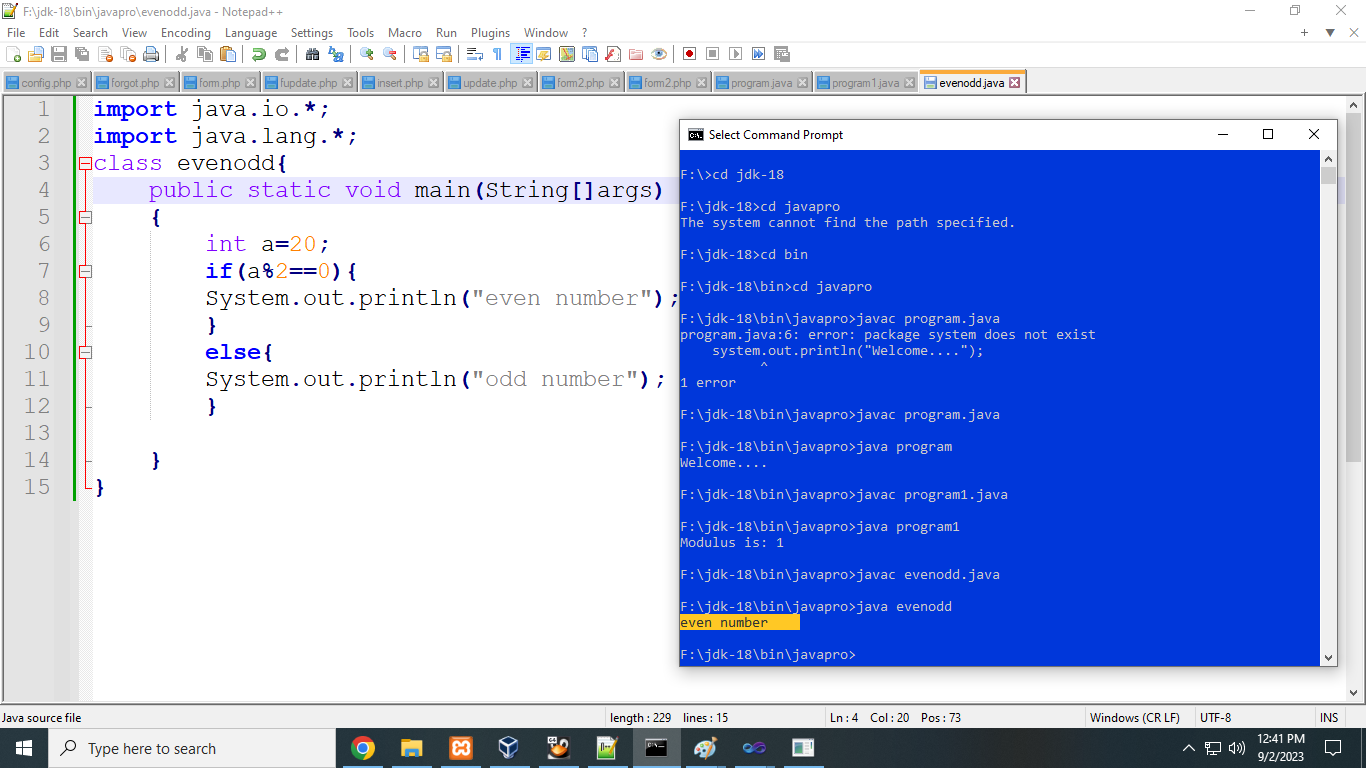 F:\jdk-18\bin\javapro\evenodd.java - Notepad++
File Edit Search View Encoding Language Settings Tools Macro Run Plugins Window ?
config.php forgot.php form.php fupdate.php insert.php update.php form2.php form2.php program.java program1.java evenodd.java
1 import java.io.*;
2 import java.lang.*;
3 class evenodd{
4 public static void main(String[]args)
5 {
6 int a=20;
7 if(a%2==0){
8 System.out.println("even number");
9 }
10 else{
11 System.out.println("odd number");
12 }
13
14 }
15 }
Select Command Prompt
F:\>cd jdk-18
F:\jdk-18>cd javapro
The system cannot find the path specified.
F:\jdk-18>cd bin
F:\jdk-18\bin>cd javapro
F:\jdk-18\bin\javapro>javac program.java
program.java:6: error: package system does not exist
system.out.println("Welcome....");
^
1 error
F:\jdk-18\bin\javapro>javac program.java
F:\jdk-18\bin\javapro>java program
Welcome....
F:\jdk-18\bin\javapro>javac program1.java
F:\jdk-18\bin\javapro>java program1
Modulus is: 1
F:\jdk-18\bin\javapro>javac evenodd.java
F:\jdk-18\bin\javapro>java evenodd
even number
F:\jdk-18\bin\javapro>
Java source file length : 229 lines : 15 Ln : 4 Col : 20 Pos : 73 Windows (CR LF) UTF-8 INS
Type here to search
12:41 PM
9/2/2023